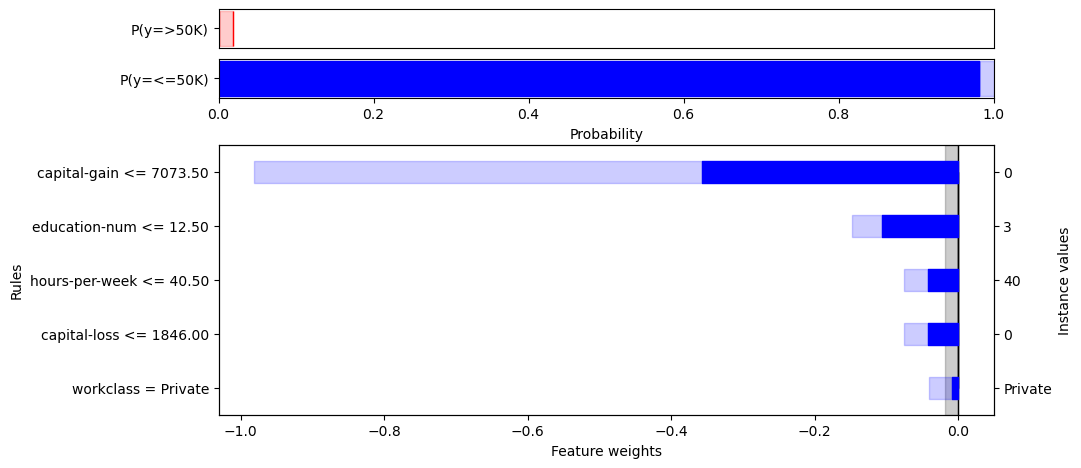 P(y=>50K)
P(y=<=50K)
0.0 0.2 0.4 0.6 0.8 1.0
Probability
capital-gain <= 7073.50 0
education-num <= 12.50 3
hours-per-week <= 40.50 40
capital-loss <= 1846.00 0
workclass = Private Private
Rules
Instance values
−1.0 −0.8 −0.6 −0.4 −0.2 0.0
Feature weights